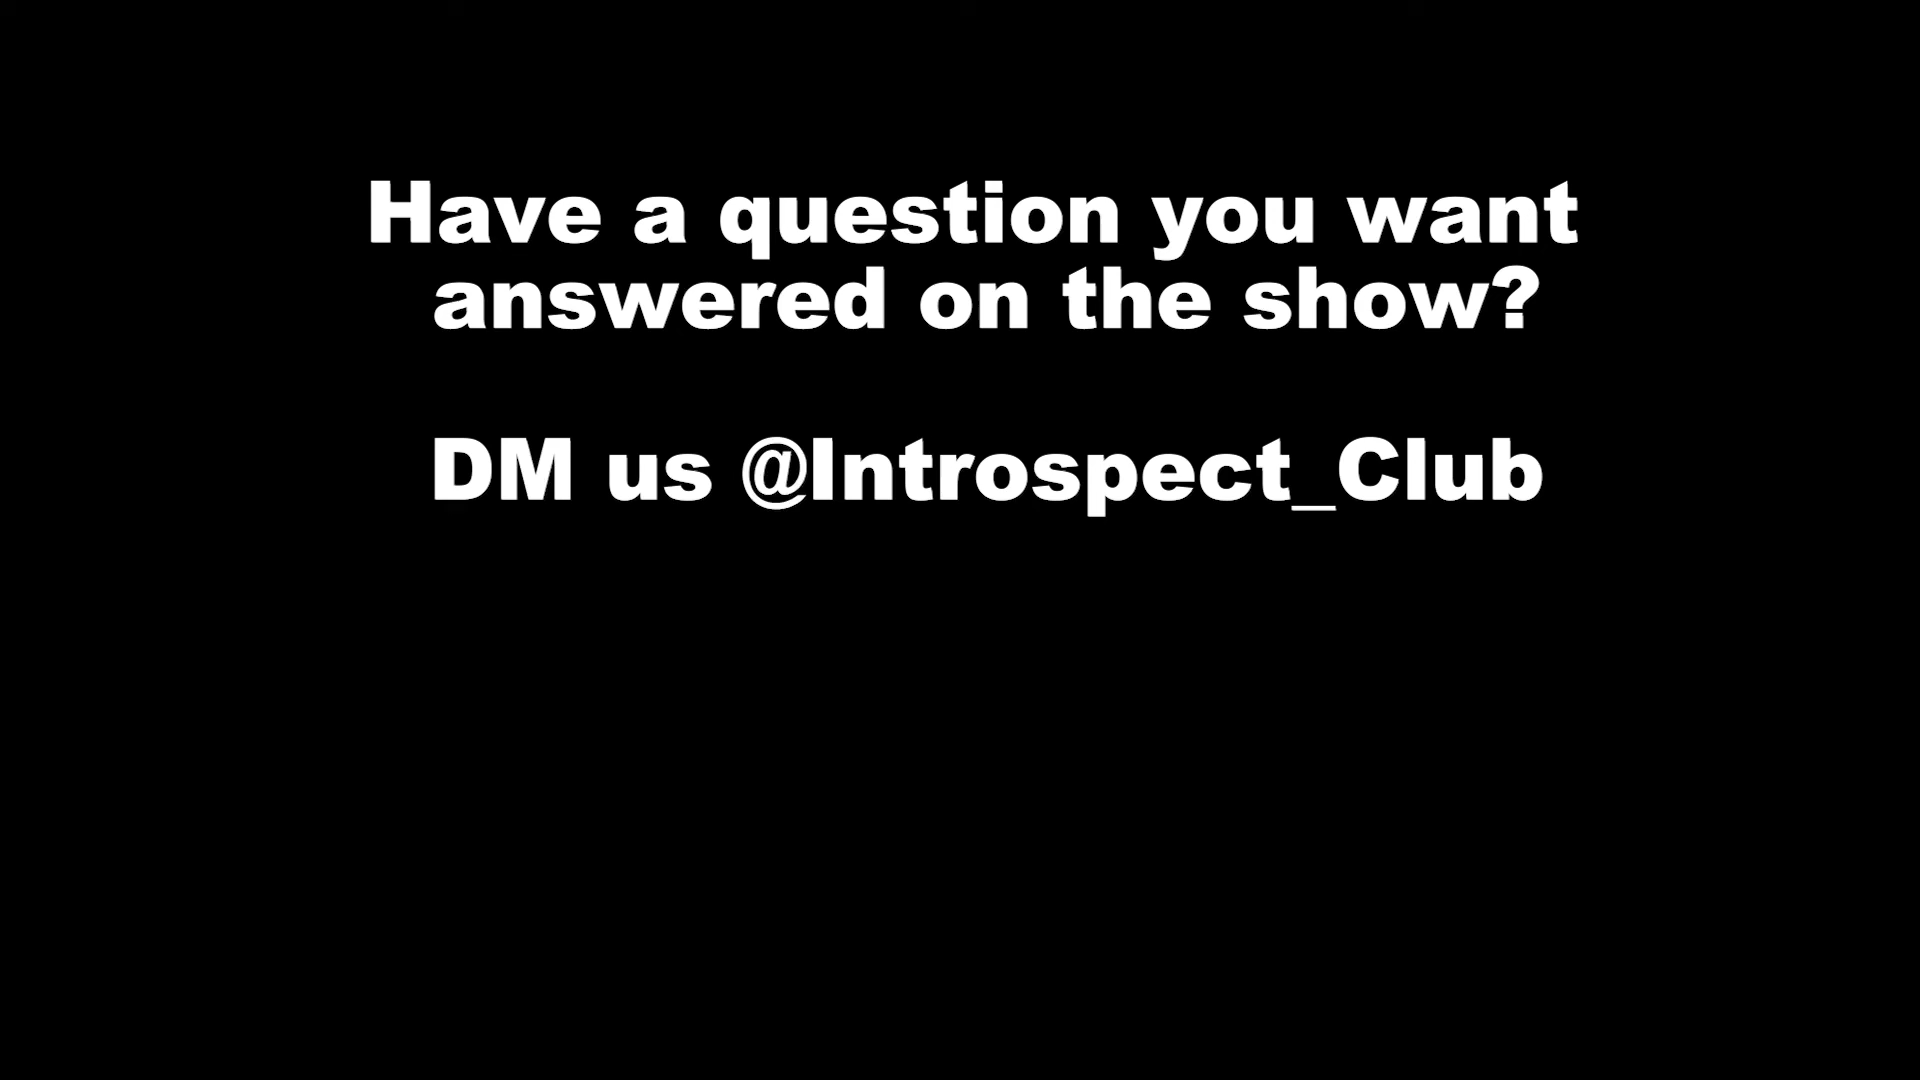 Have a question you want
answered on the show?
DM us @Introspect_Club